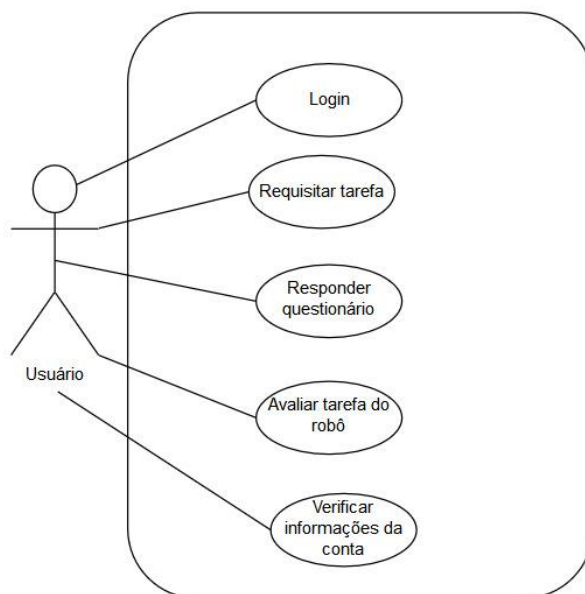 Login
Requisitar tarefa
Responder
questionário
Usuário
Avaliar tarefa do
robô
Verificar
informações da
conta